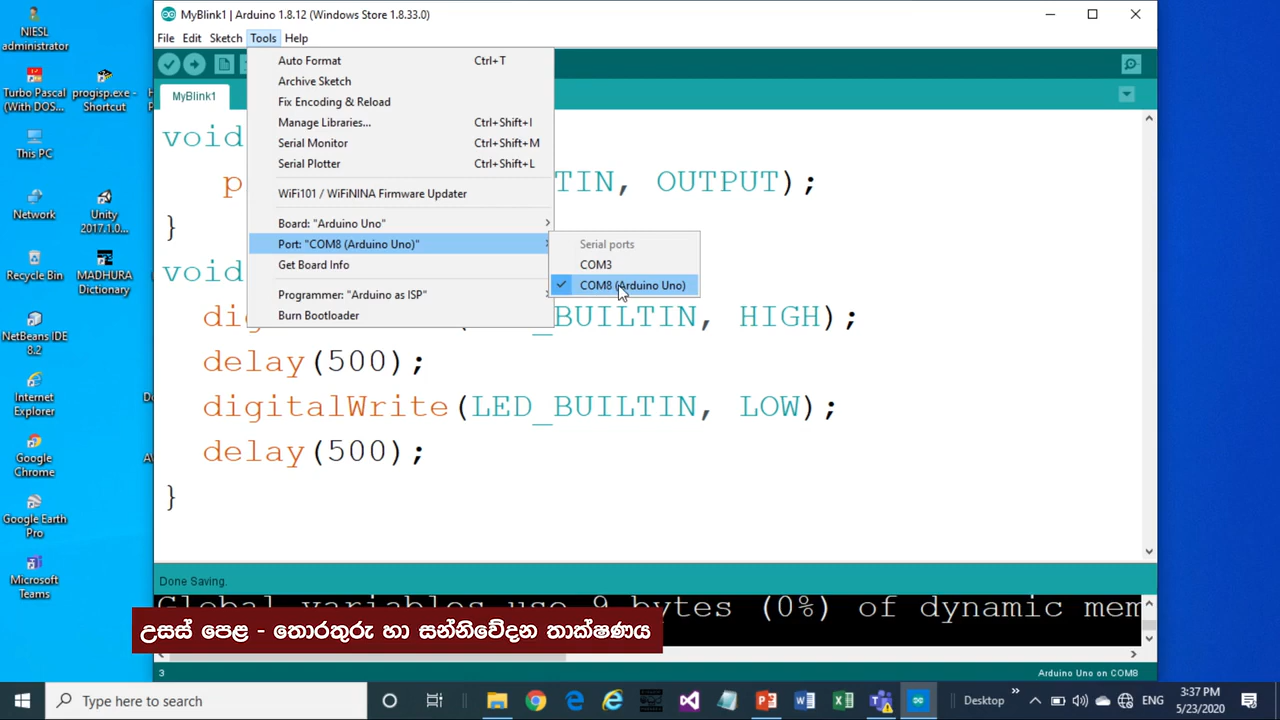 MyBlink1 | Arduino 1.8.12 (Windows Store 1.8.33.0)
File Edit Sketch Tools Help
MyBlink1
Auto Format Ctrl+T
Archive Sketch
Fix Encoding & Reload
Manage Libraries... Ctrl+Shift+I
Serial Monitor Ctrl+Shift+M
Serial Plotter Ctrl+Shift+L
WiFi101 / WiFiNINA Firmware Updater
Board: "Arduino Uno"
Port: "COM8 (Arduino Uno)"
Get Board Info
Programmer: "Arduino as ISP"
Burn Bootloader
Serial ports
COM3
COM8 (Arduino Uno)
void
p TIN, OUTPUT);
}
void
dig _BUILTIN, HIGH);
delay(500);
digitalWrite(LED_BUILTIN, LOW);
delay(500);
}
Done Saving.
Global variables use 9 bytes (0%) of dynamic mem
උසස් පෙළ - තොරතුරු හා සන්නිවේදන තාක්ෂණය
3
Arduino Uno on COM8
NIESL
administrator
Turbo Pascal
(With DOS...
progisp.exe -
Shortcut
This PC
Network
Unity
2017.1.0...
Recycle Bin
MADHURA
Dictionary
NetBeans IDE
8.2
Internet
Explorer
Google
Chrome
Google Earth
Pro
Microsoft
Teams
Type here to search
Desktop
ENG
3:37 PM
5/23/2020